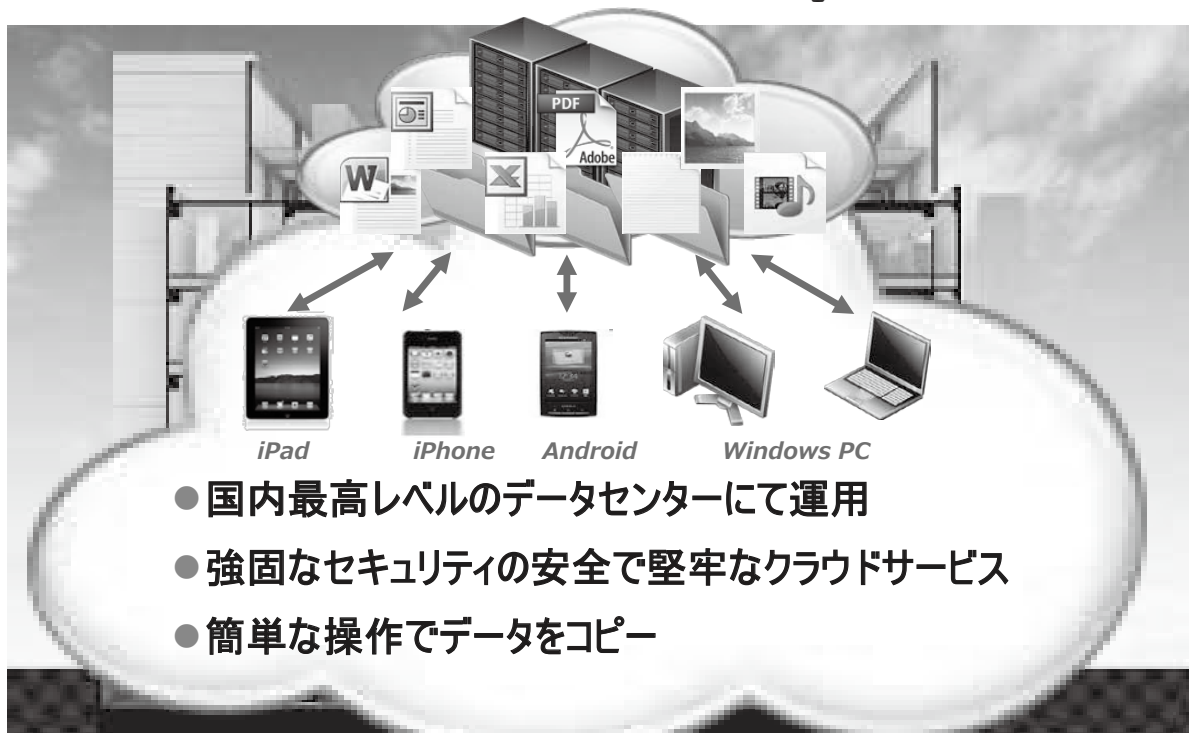 PDF
Adobe
W
X
iPad
iPhone
Android
Windows PC
●国内最高レベルのデータセンターにて運用
●強固なセキュリティの安全で堅牢なクラウドサービス
●簡単な操作でデータをコピー